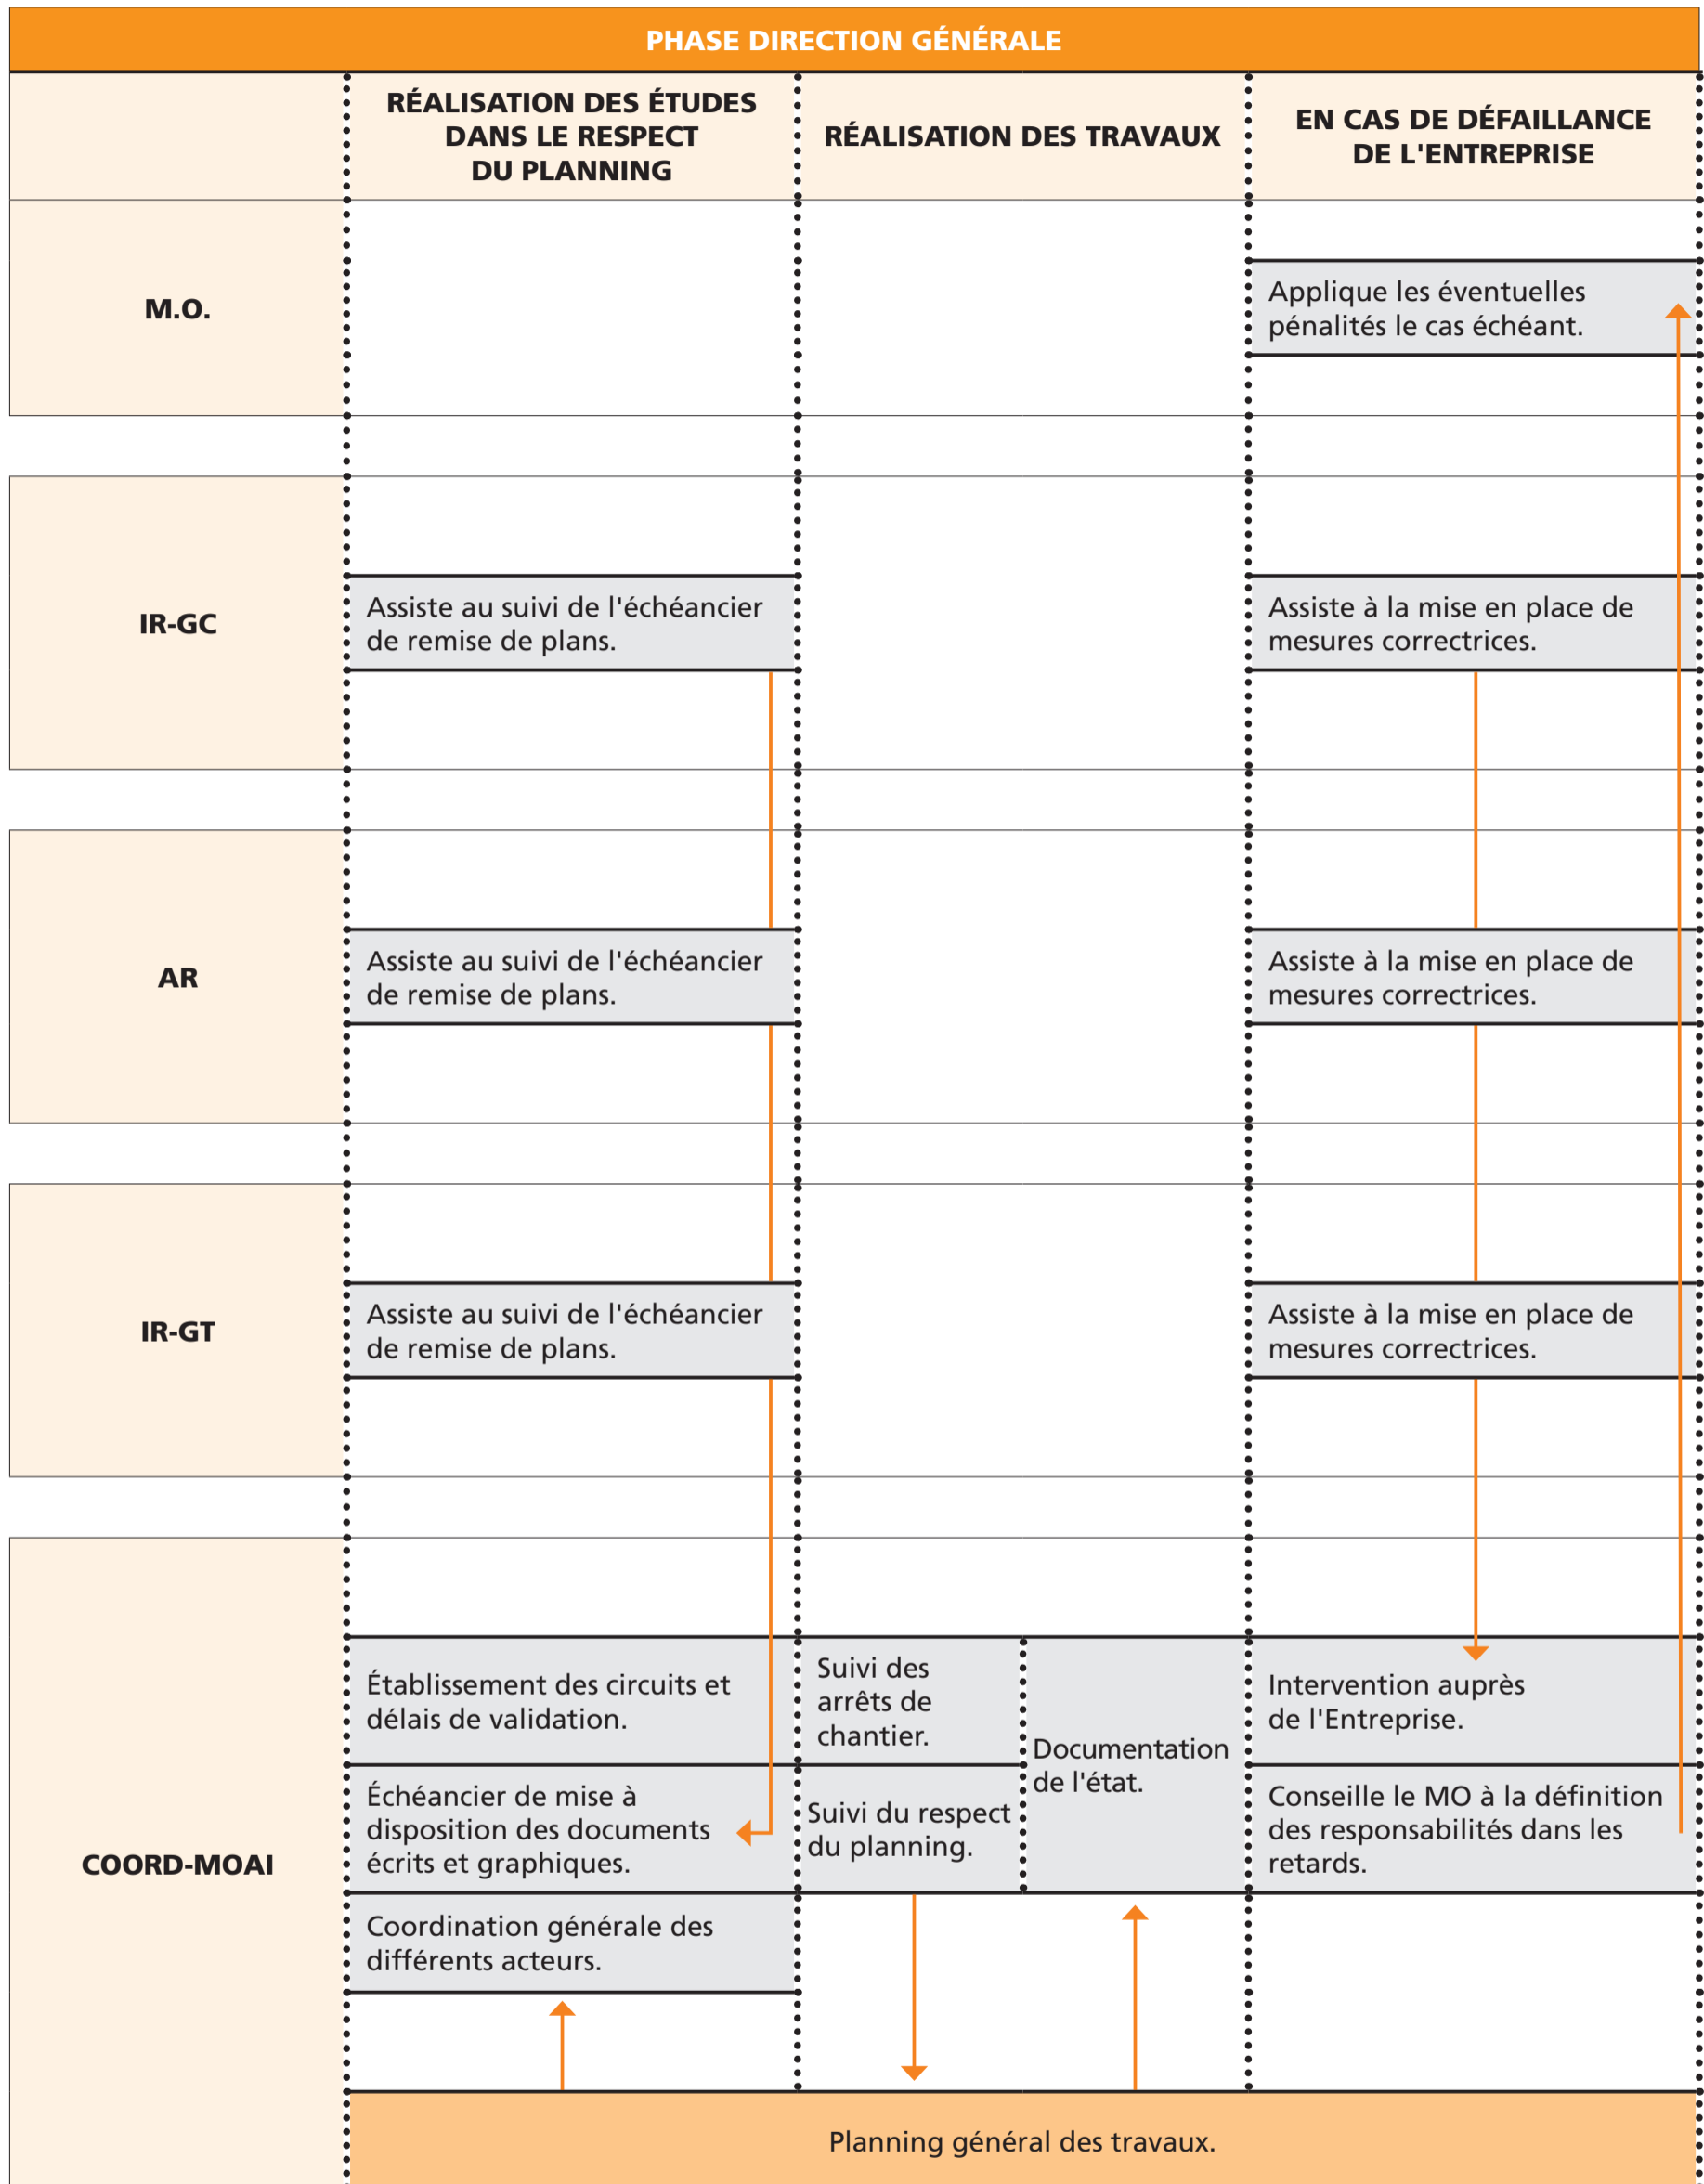 PHASE DIRECTION GÉNÉRALE
RÉALISATION DES ÉTUDES
DANS LE RESPECT
DU PLANNING
RÉALISATION DES TRAVAUX
EN CAS DE DÉFAILLANCE
DE L'ENTREPRISE
M.O.
Applique les éventuelles
pénalités le cas échéant.
IR-GC
Assiste au suivi de l'échéancier
de remise de plans.
Assiste à la mise en place de
mesures correctrices.
AR
Assiste au suivi de l'échéancier
de remise de plans.
Assiste à la mise en place de
mesures correctrices.
IR-GT
Assiste au suivi de l'échéancier
de remise de plans.
Assiste à la mise en place de
mesures correctrices.
COORD-MOAI
Établissement des circuits et
délais de validation.
Échéancier de mise à
disposition des documents
écrits et graphiques.
Coordination générale des
différents acteurs.
Suivi des
arrêts de
chantier.
Suivi du respect
du planning.
Documentation
de l'état.
Intervention auprès
de l'Entreprise.
Conseille le MO à la définition
des responsabilités dans les
retards.
Planning général des travaux.